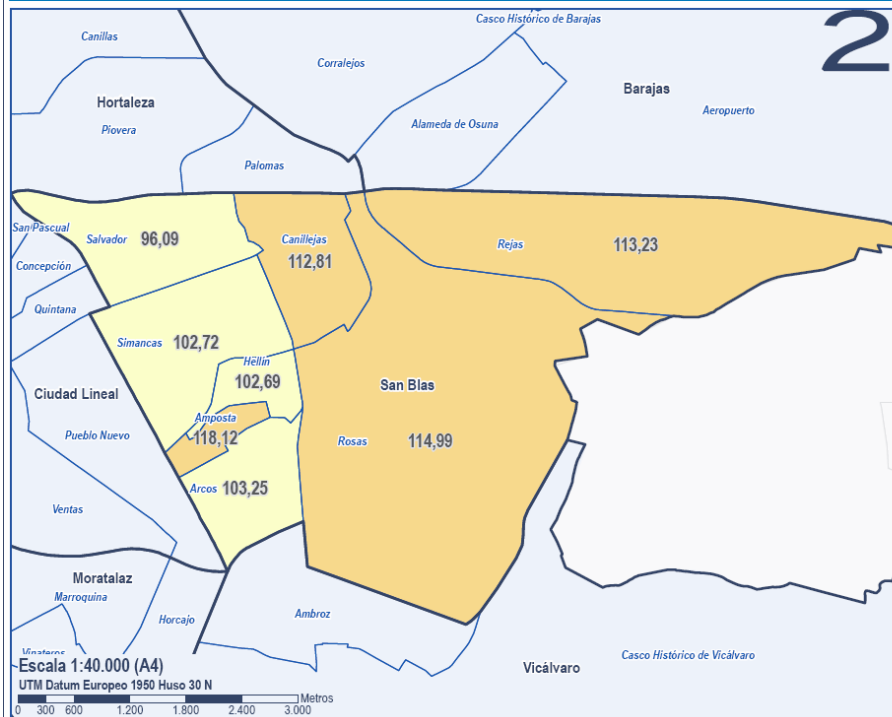 Casco Histórico de Barajas
2
Canillas
Corralejos
Barajas
Hortaleza
Aeropuerto
Piovera
Alameda de Osuna
Palomas
San Pascual
Salvador
96,09
Canillejas
112,81
Rejas
113,23
Concepción
Quintana
Simancas
102,72
Hellín
102,69
San Blas
Ciudad Lineal
Amposta
118,12
Pueblo Nuevo
Rosas
114,99
Arcos
103,25
Ventas
Moratalaz
Marroquina
Horcajo
Ambroz
Vinateros
Casco Histórico de Vicálvaro
Vicálvaro
Escala 1:40.000 (A4)
UTM Datum Europeo 1950 Huso 30 N
Metros
0 300 600 1.200 1.800 2.400 3.000